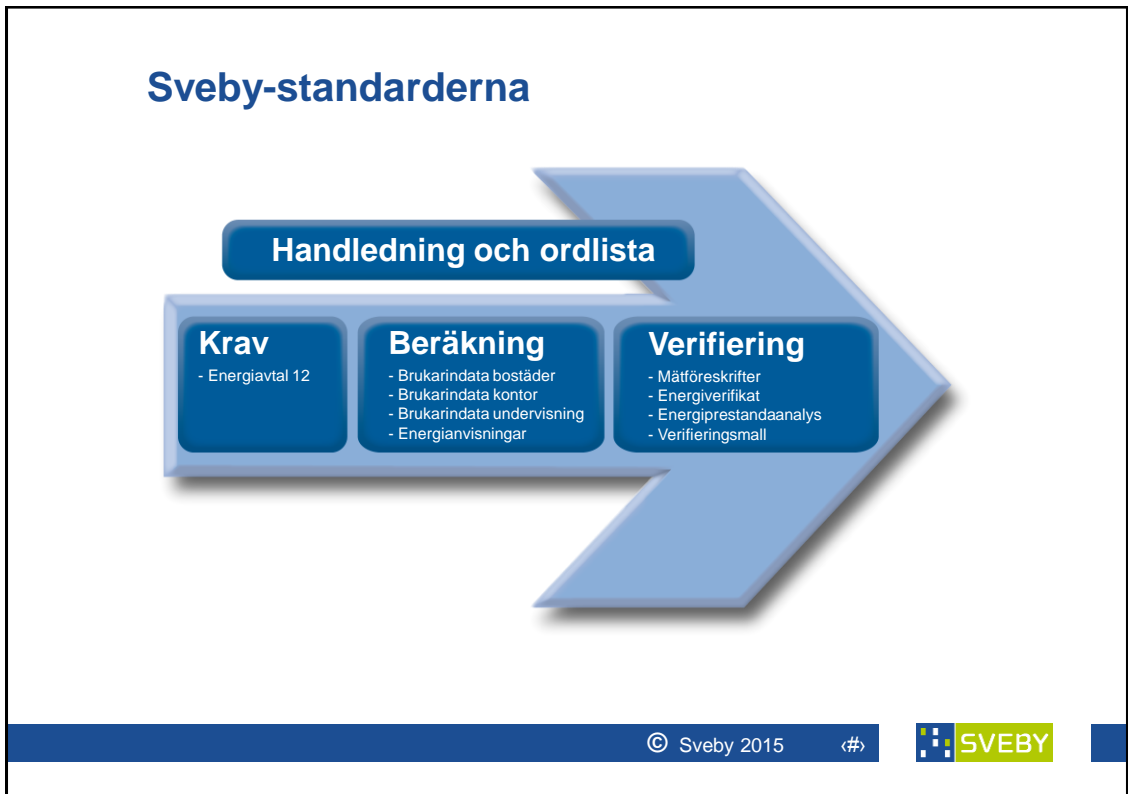 Sveby-standarderna
Handledning och ordlista
Krav
- Energiavtal 12
Beräkning
- Brukarindata bostäder
- Brukarindata kontor
- Brukarindata undervisning
- Energianvisningar
Verifiering
- Mätföreskrifter
- Energiverifikat
- Energiprestandaanalys
- Verifieringsmall
© Sveby 2015 ‹#›
SVEBY